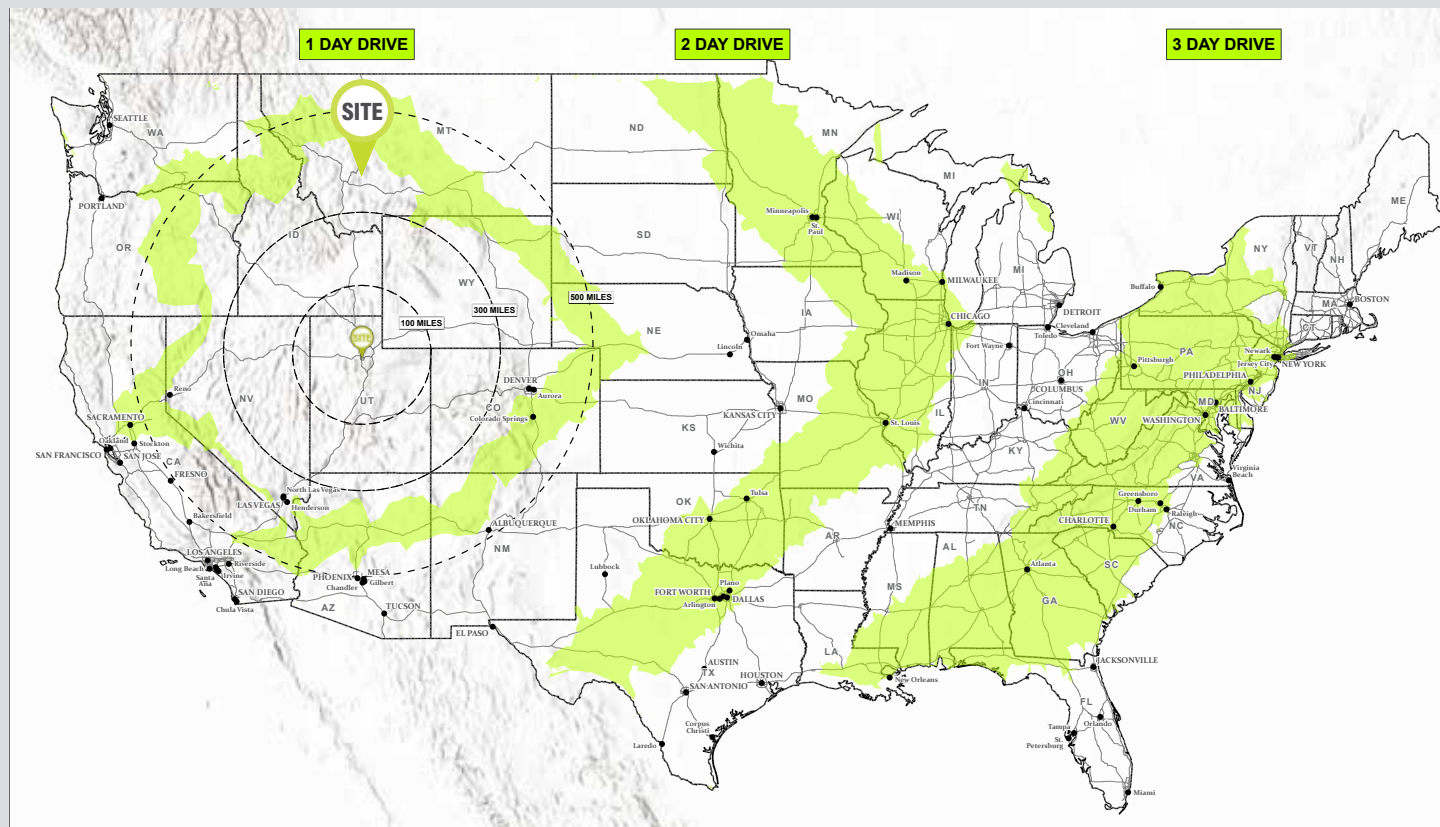 1 DAY DRIVE
2 DAY DRIVE
3 DAY DRIVE
SITE
SEATTLE
WA
MT
ND
MN
MI
ME
PORTLAND
OR
ID
SD
Minneapolis
St.
Paul
WI
NY
VT
NH
WY
Madison
MILWAUKEE
MI
Buffalo
MA
BOSTON
500 MILES
300 MILES
100 MILES
SITE
NE
IA
CHICAGO
DETROIT
Cleveland
Toledo
CT
Omaha
Lincoln
Fort Wayne
PA
Pittsburgh
Newark
Jersey City
NEW YORK
Reno
NV
UT
DENVER
Aurora
CO
Colorado Springs
OH
COLUMBUS
PHILADELPHIA
NJ
SACRAMENTO
Oakland
Stockton
SAN FRANCISCO
SAN JOSE
CA
FRESNO
KANSAS CITY
MO
KS
Wichita
St. Louis
IL
IN
Cincinnati
MD
BALTIMORE
WASHINGTON
WV
KY
VA
Virginia
Beach
North Las Vegas
LAS VEGAS
Henderson
Bakersfield
Tulsa
OK
OKLAHOMA CITY
ALBUQUERQUE
NM
MEMPHIS
TN
Greensboro
Durham
Raleigh
CHARLOTTE
NC
LOS ANGELES
Long Beach
Riverside
Santa
Ana
Irvine
SAN DIEGO
Chula Vista
PHOENIX
MESA
Chandler
Gilbert
AZ
TUCSON
Lubbock
AR
AL
Atlanta
SC
GA
MS
Plano
FORT WORTH
DALLAS
Arlington
EL PASO
LA
AUSTIN
TX
HOUSTON
SAN ANTONIO
New Orleans
JACKSONVILLE
FL
Corpus
Christi
Laredo
Tampa
Orlando
St.
Petersburg
Miami